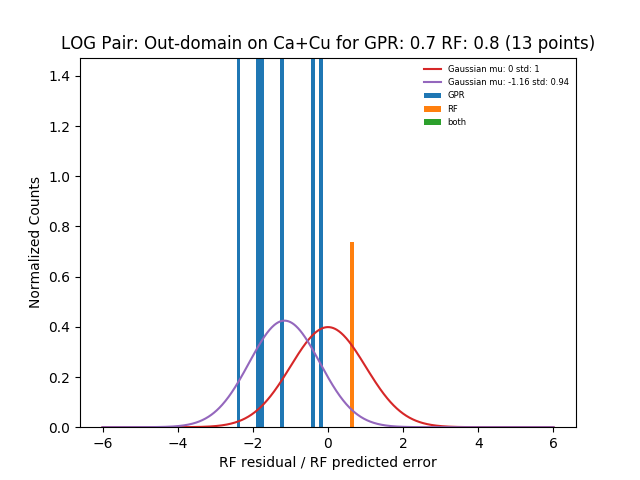 LOG Pair: Out-domain on Ca+Cu for GPR: 0.7 RF: 0.8 (13 points)
Gaussian mu: 0 std: 1
Gaussian mu: -1.16 std: 0.94
GPR
RF
both
Normalized Counts
1.4
1.2
1.0
0.8
0.6
0.4
0.2
0.0
−6 −4 −2 0 2 4 6
RF residual / RF predicted error